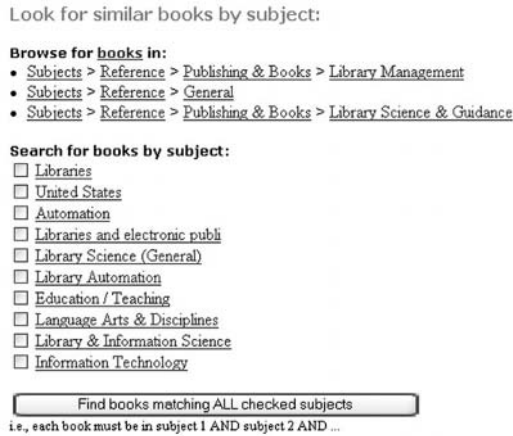 Look for similar books by subject:
Browse for books in:
• Subjects > Reference > Publishing & Books > Library Management
• Subjects > Reference > General
• Subjects > Reference > Publishing & Books > Library Science & Guidance
Search for books by subject:
Libraries
United States
Automation
Libraries and electronic publi
Library Science (General)
Library Automation
Education / Teaching
Language Arts & Disciplines
Library & Information Science
Information Technology
Find books matching ALL checked subjects
i.e., each book must be in subject 1 AND subject 2 AND ...